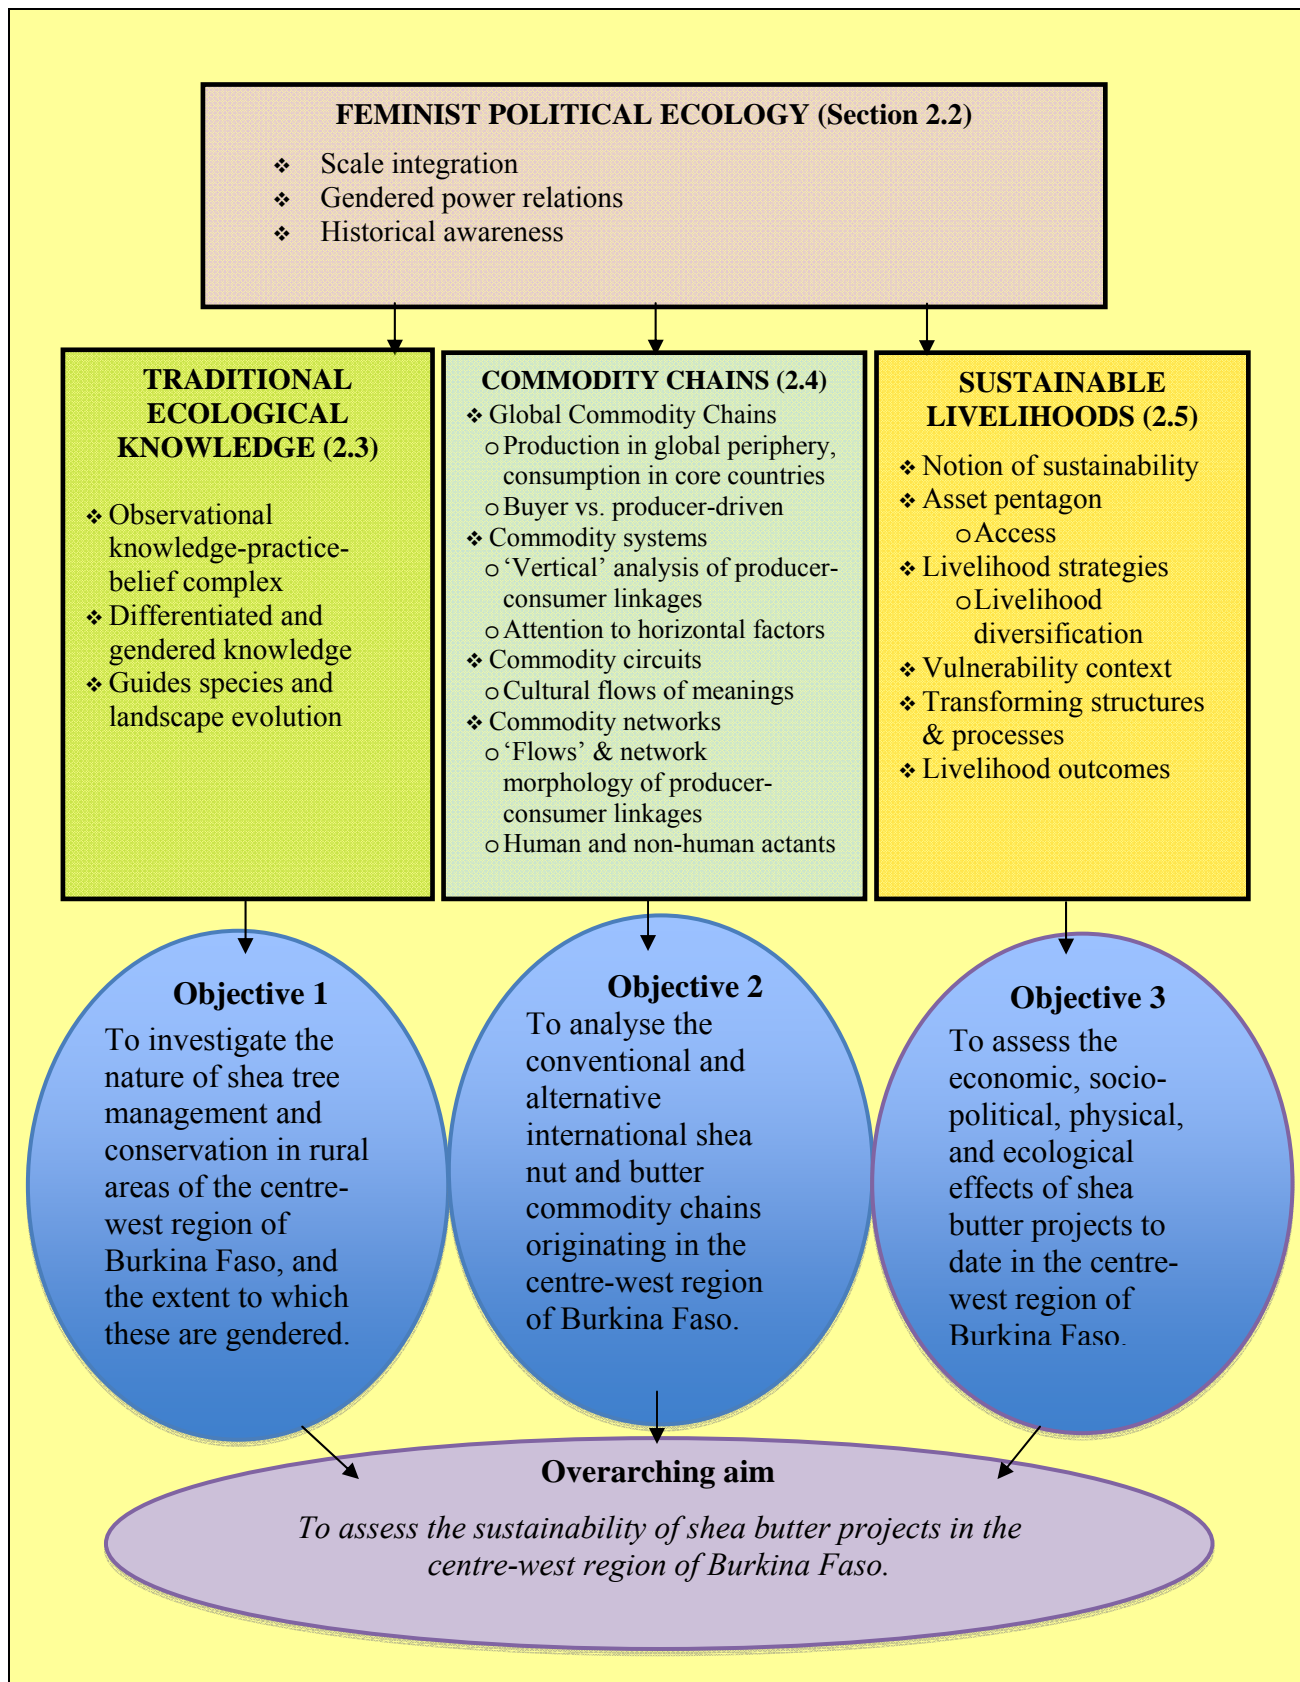 FEMINIST POLITICAL ECOLOGY (Section 2.2)
❖ Scale integration
❖ Gendered power relations
❖ Historical awareness
TRADITIONAL
ECOLOGICAL
KNOWLEDGE (2.3)
❖ Observational
knowledge-practice-
belief complex
❖ Differentiated and
gendered knowledge
❖ Guides species and
landscape evolution
COMMODITY CHAINS (2.4)
❖ Global Commodity Chains
o Production in global periphery,
consumption in core countries
o Buyer vs. producer-driven
❖ Commodity systems
o ‘Vertical’ analysis of producer-
consumer linkages
o Attention to horizontal factors
❖ Commodity circuits
o Cultural flows of meanings
❖ Commodity networks
o ‘Flows’ & network
morphology of producer-
consumer linkages
o Human and non-human actants
SUSTAINABLE
LIVELIHOODS (2.5)
❖ Notion of sustainability
❖ Asset pentagon
o Access
❖ Livelihood strategies
o Livelihood
diversification
❖ Vulnerability context
❖ Transforming structures
& processes
❖ Livelihood outcomes
Objective 1
To investigate the
nature of shea tree
management and
conservation in rural
areas of the centre-
west region of
Burkina Faso, and
the extent to which
these are gendered.
Objective 2
To analyse the
conventional and
alternative
international shea
nut and butter
commodity chains
originating in the
centre-west region
of Burkina Faso.
Objective 3
To assess the
economic, socio-
political, physical,
and ecological
effects of shea
butter projects to
date in the centre-
west region of
Burkina Faso.
Overarching aim
To assess the sustainability of shea butter projects in the
centre-west region of Burkina Faso.